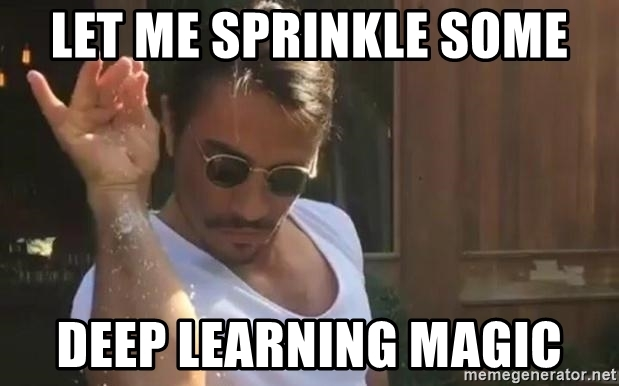 LET ME SPRINKLE SOME
DEEP LEARNING MAGIC
memegenerator.net